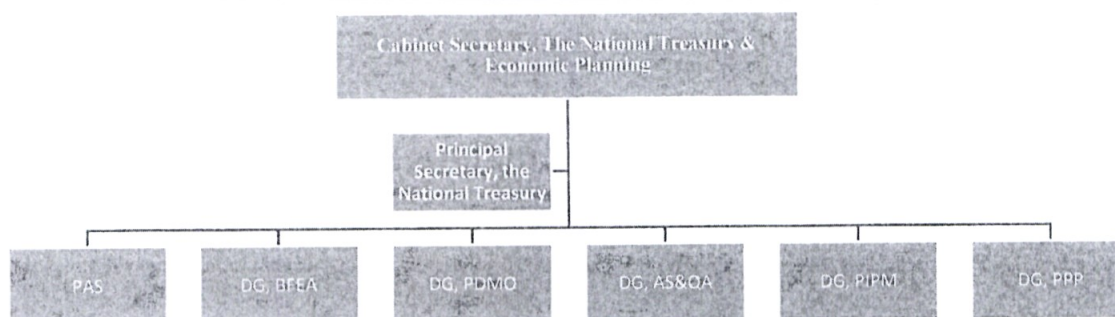 Cabinet Secretary, The National Treasury &
Economic Planning
Principal
Secretary, the
National Treasury
PAS
DG, BFEA
DG, PDMO
DG, AS&QA
DG, PIPM
DG, PPP